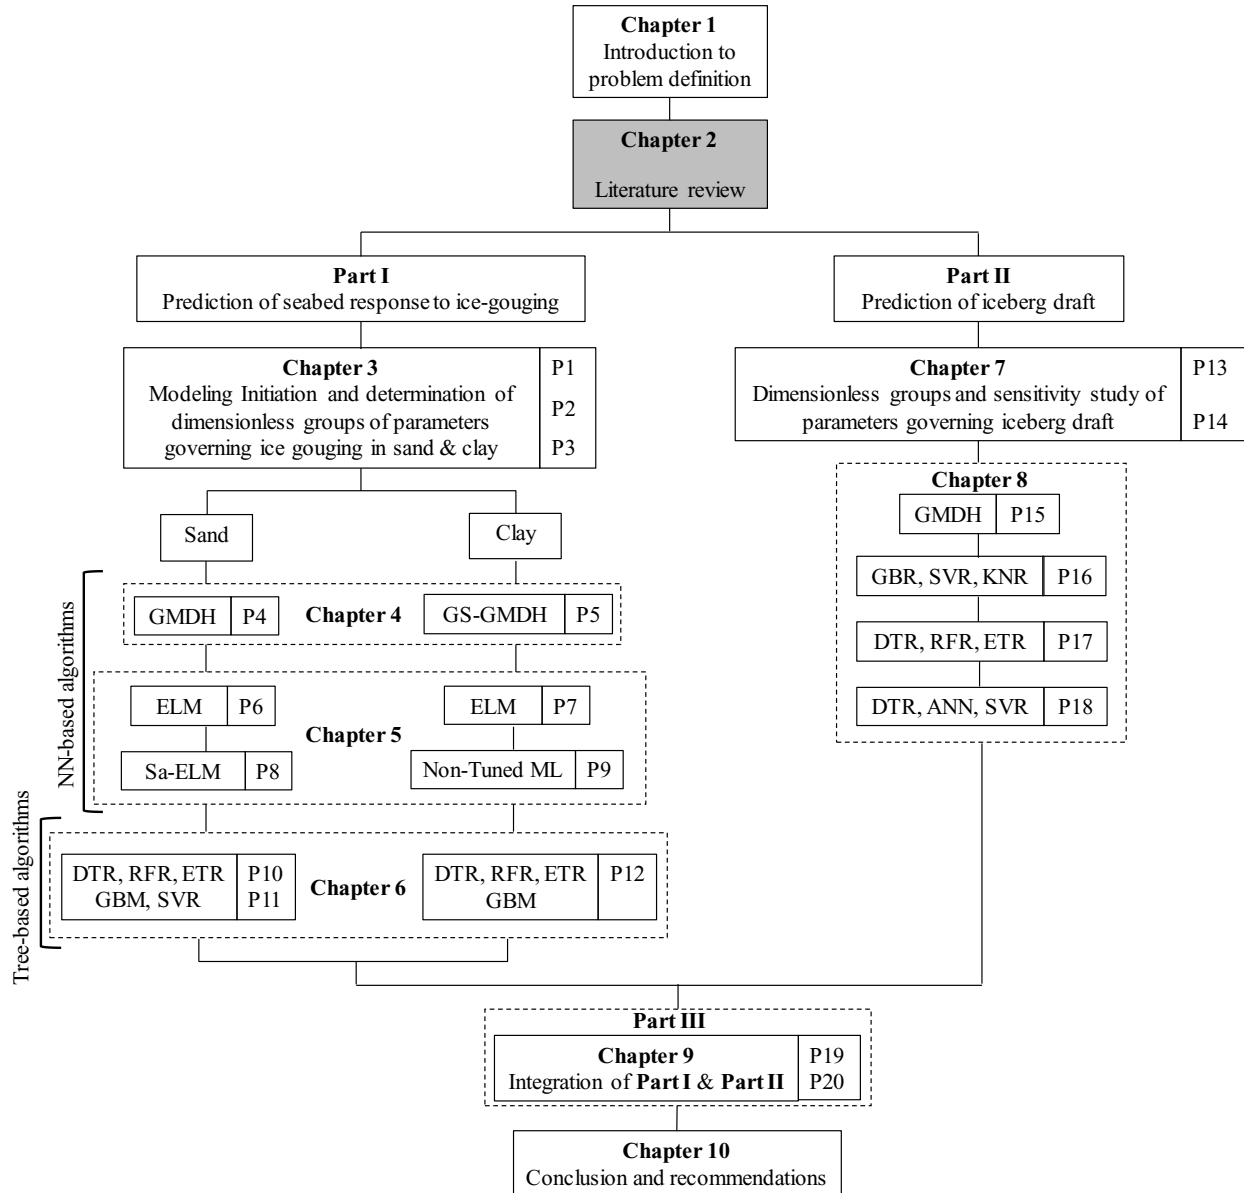 Chapter 1
Introduction to
problem definition
Chapter 2
Literature review
Part I
Prediction of seabed response to ice-gouging
Part II
Prediction of iceberg draft
Chapter 3
Modeling Initiation and determination of
dimensionless groups of parameters
governing ice gouging in sand & clay
P1
P2
P3
Chapter 7
Dimensionless groups and sensitivity study of
parameters governing iceberg draft
P13
P14
Sand
Clay
NN-based algorithms
GMDH
P4
Chapter 4
GS-GMDH
P5
ELM
P6
Chapter 5
ELM
P7
Sa-ELM
P8
Non-Tuned ML
P9
Tree-based algorithms
DTR, RFR, ETR
GBM, SVR
P10
P11
Chapter 6
DTR, RFR, ETR
GBM
P12
Chapter 8
GMDH
P15
GBR, SVR, KNR
P16
DTR, RFR, ETR
P17
DTR, ANN, SVR
P18
Part III
Chapter 9
Integration of Part I & Part II
P19
P20
Chapter 10
Conclusion and recommendations